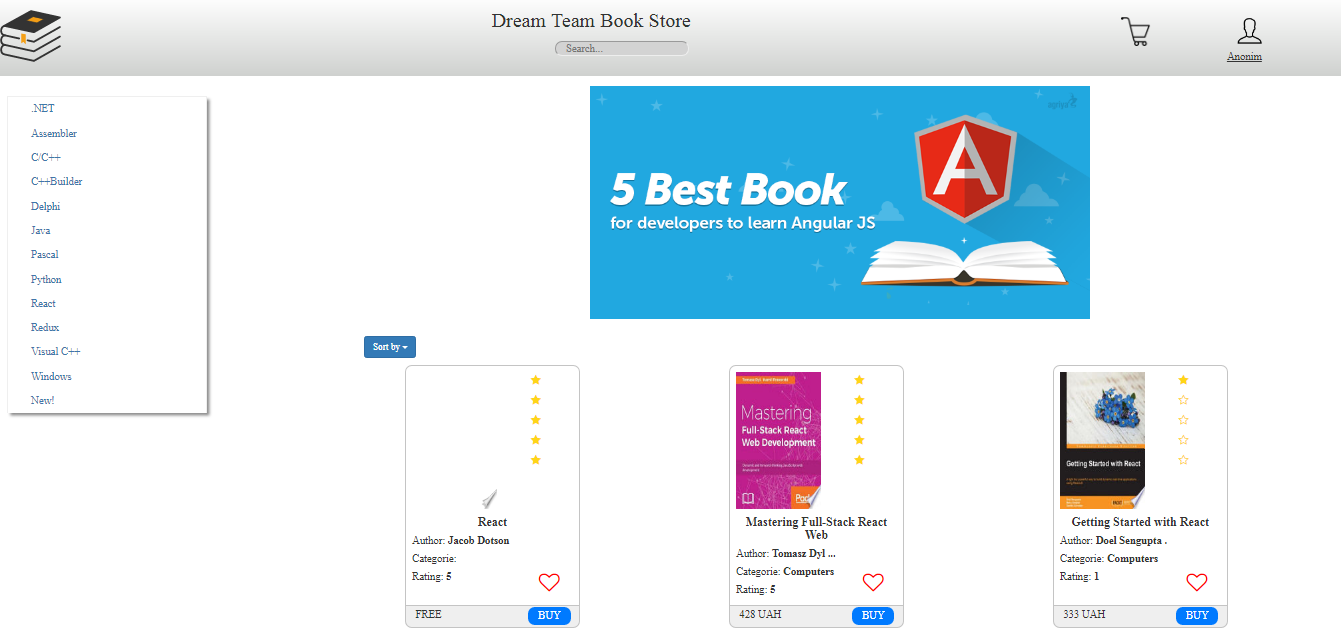 Dream Team Book Store
Search...
Anonim
.NET
Assembler
C/C++
C++Builder
Delphi
Java
Pascal
Python
React
Redux
Visual C++
Windows
New!
5 Best Book
for developers to learn Angular JS
Sort by
React
Author: Jacob Dotson
Categorie:
Rating: 5
FREE
BUY
Mastering
Full-Stack React
Web Development
Mastering Full-Stack React
Web
Author: Tomasz Dyl ...
Categorie: Computers
Rating: 5
428 UAH
BUY
Getting Started with React
Getting Started with React
Author: Doel Sengupta .
Categorie: Computers
Rating: 1
333 UAH
BUY